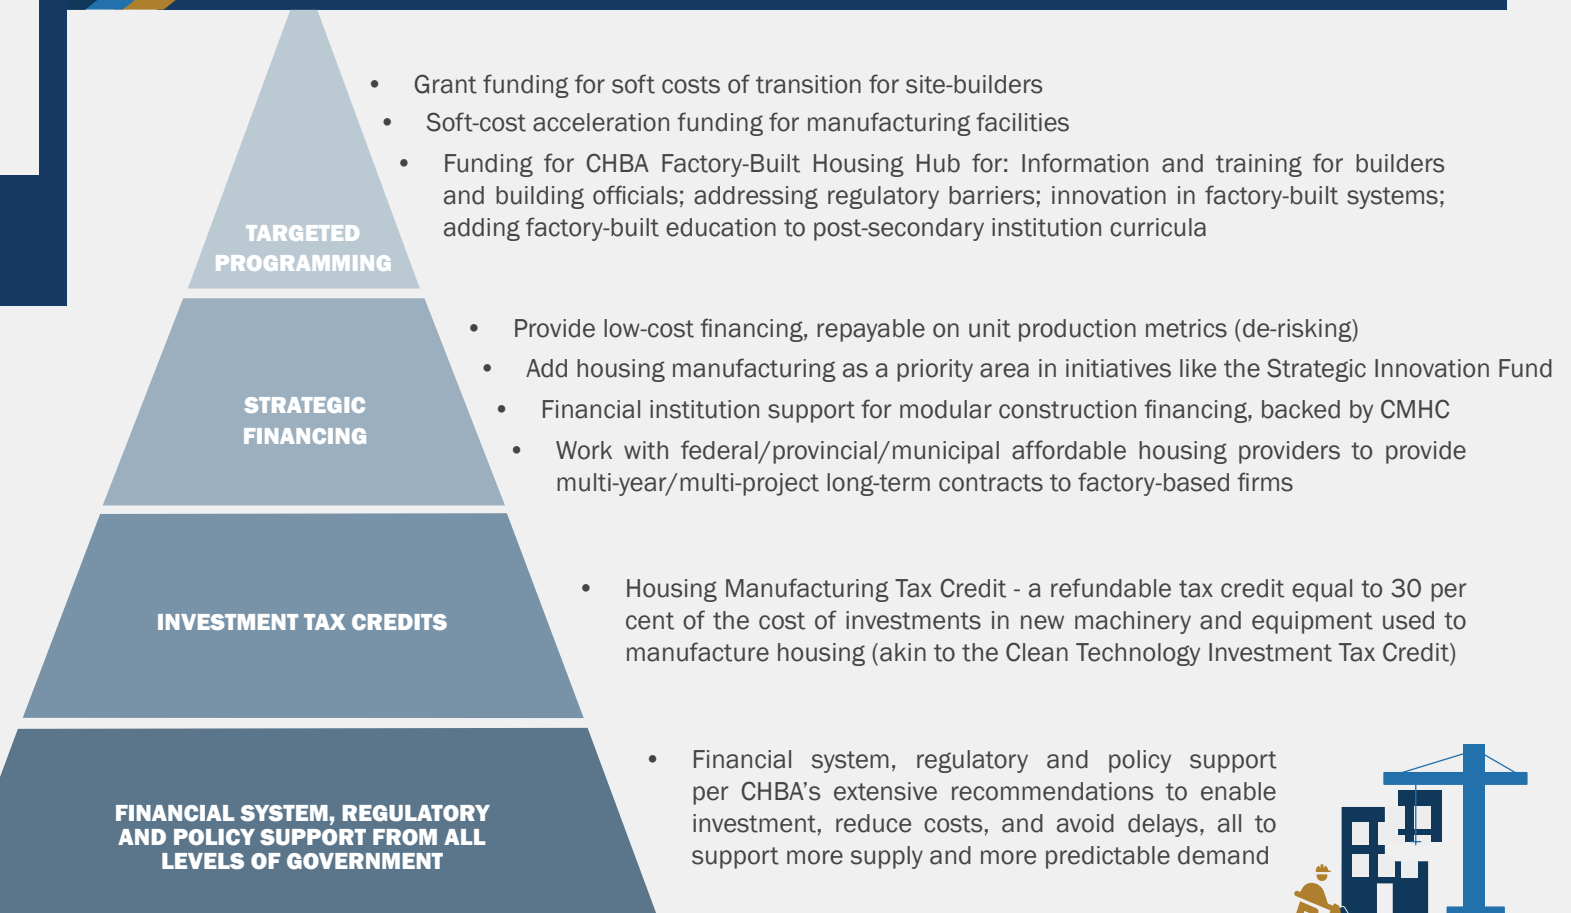 • Grant funding for soft costs of transition for site-builders
• Soft-cost acceleration funding for manufacturing facilities
• Funding for CHBA Factory-Built Housing Hub for: Information and training for builders
and building officials; addressing regulatory barriers; innovation in factory-built systems;
adding factory-built education to post-secondary institution curricula
TARGETED
PROGRAMMING
• Provide low-cost financing, repayable on unit production metrics (de-risking)
• Add housing manufacturing as a priority area in initiatives like the Strategic Innovation Fund
• Financial institution support for modular construction financing, backed by CMHC
• Work with federal/provincial/municipal affordable housing providers to provide
multi-year/multi-project long-term contracts to factory-based firms
STRATEGIC
FINANCING
• Housing Manufacturing Tax Credit - a refundable tax credit equal to 30 per
cent of the cost of investments in new machinery and equipment used to
manufacture housing (akin to the Clean Technology Investment Tax Credit)
INVESTMENT TAX CREDITS
• Financial system, regulatory and policy support
per CHBA's extensive recommendations to enable
investment, reduce costs, and avoid delays, all to
support more supply and more predictable demand
FINANCIAL SYSTEM, REGULATORY
AND POLICY SUPPORT FROM ALL
LEVELS OF GOVERNMENT